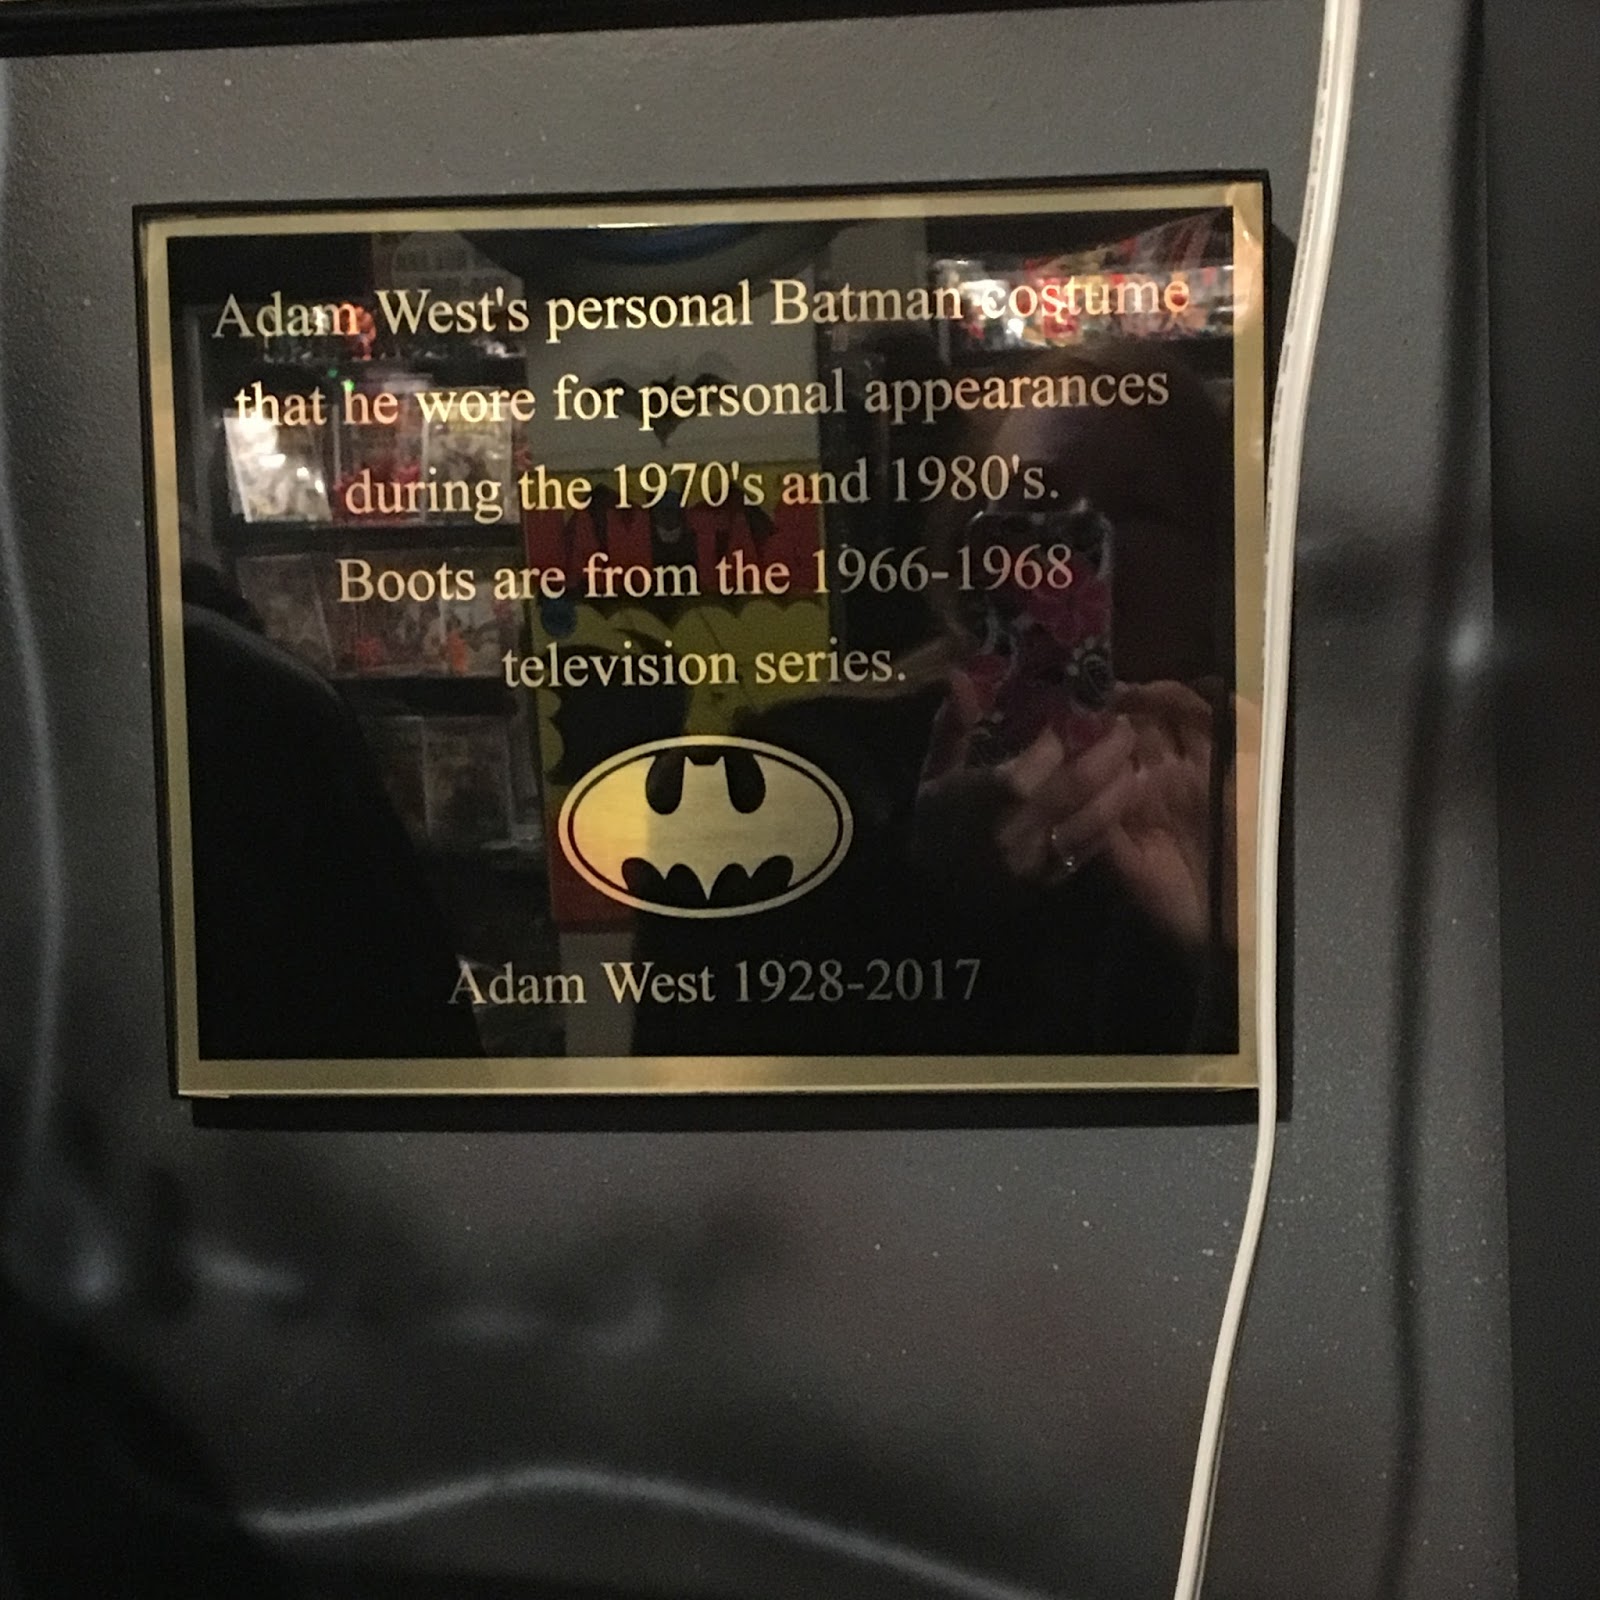 Adam West's personal Batman costume
that he wore for personal appearances
during the 1970's and 1980's.
Boots are from the 1966-1968
television series.
Adam West 1928-2017